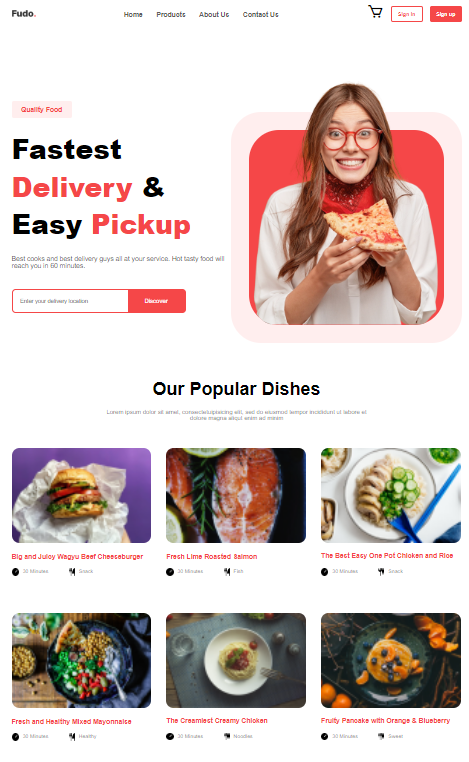 Fudo.
Home Products About Us Contact Us
Sign In Sign up
Quality Food
Fastest
Delivery &
Easy Pickup
Best cooks and best delivery guys all at your service. Hot tasty food will
reach you in 60 minutes.
Enter your delivery location Discover
Our Popular Dishes
Lorem ipsum dolor sit amet, consecteturipisicing elit, sed do eiusmod tempor incididunt ut labore et
dolore magna aliqui enim ad minim
Big and Juicy Wagyu Beef Cheeseburger
30 Minutes Snack
Fresh Lime Roasted Salmon
30 Minutes Fish
The Best Easy One Pot Chicken and Rice
30 Minutes Snack
Fresh and Healthy Mixed Mayonnaise
30 Minutes Healthy
The Creamiest Creamy Chicken
30 Minutes Noodles
Fruity Pancake with Orange & Blueberry
30 Minutes Sweet